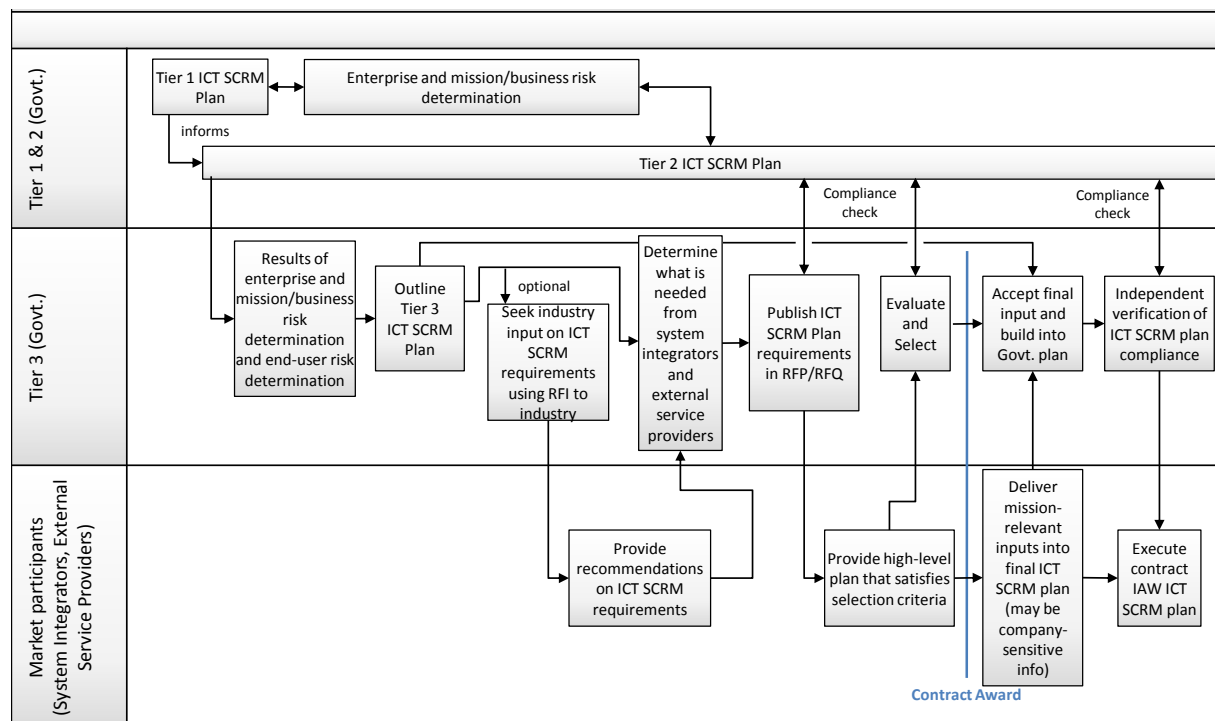 Tier 1 & 2 (Govt.)
Tier 1 ICT SCRM
Plan
Enterprise and mission/business risk
determination
informs
Tier 2 ICT SCRM Plan
Compliance
check
Compliance
check
Tier 3 (Govt.)
Results of
enterprise and
mission/business
risk
determination
and end-user risk
determination
Outline
Tier 3
ICT SCRM
Plan
optional
Seek industry
input on ICT
SCRM
requirements
using RFI to
industry
Determine
what is
needed
from
system
integrators
and
external
service
providers
Publish ICT
SCRM Plan
requirements
in RFP/RFQ
Evaluate
and
Select
Accept final
input and
build into
Govt. plan
Independent
verification of
ICT SCRM plan
compliance
Market participants
(System Integrators, External
Service Providers)
Provide
recommendations
on ICT SCRM
requirements
Provide high-level
plan that satisfies
selection criteria
Deliver
mission-
relevant
inputs into
final ICT
SCRM plan
(may be
company-
sensitive
info)
Execute
contract
IAW ICT
SCRM plan
Contract Award